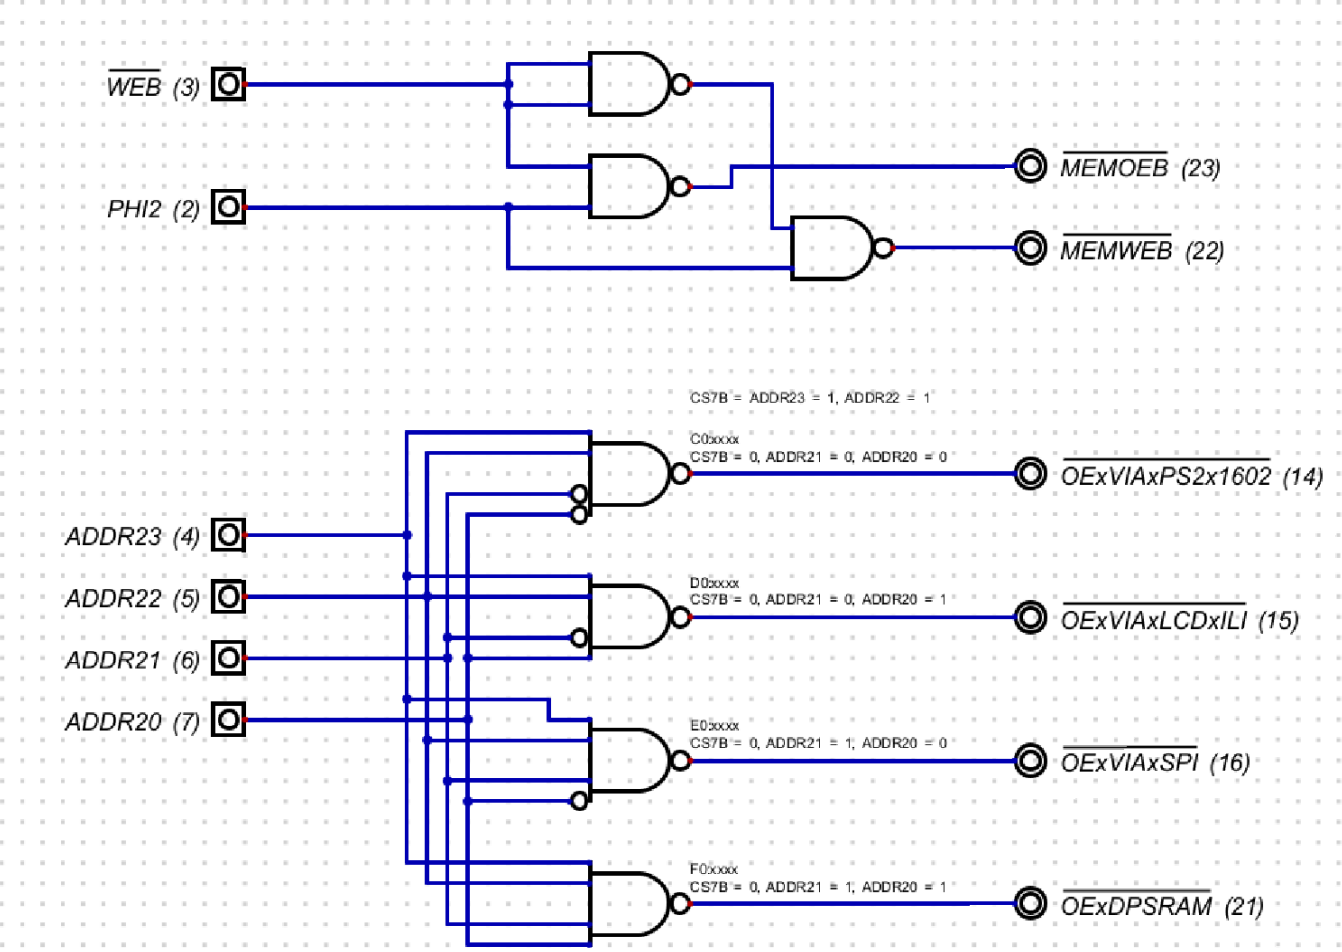 WEB (3)
PHI2 (2)
MEMOEB (23)
MEMWEB (22)
CS7B = ADDR23 = 1, ADDR22 = 1
C0xxxx
CS7B = 0, ADDR21 = 0, ADDR20 = 0
OExVIAxPS2x1602 (14)
ADDR23 (4)
D0xxxx
CS7B = 0, ADDR21 = 0, ADDR20 = 1
ADDR22 (5)
OExVIAxLCDxILI (15)
ADDR21 (6)
ADDR20 (7)
E0xxxx
CS7B = 0, ADDR21 = 1, ADDR20 = 0
OExVIAxSPI (16)
F0xxxx
CS7B = 0, ADDR21 = 1, ADDR20 = 1
OExDPSRAM (21)